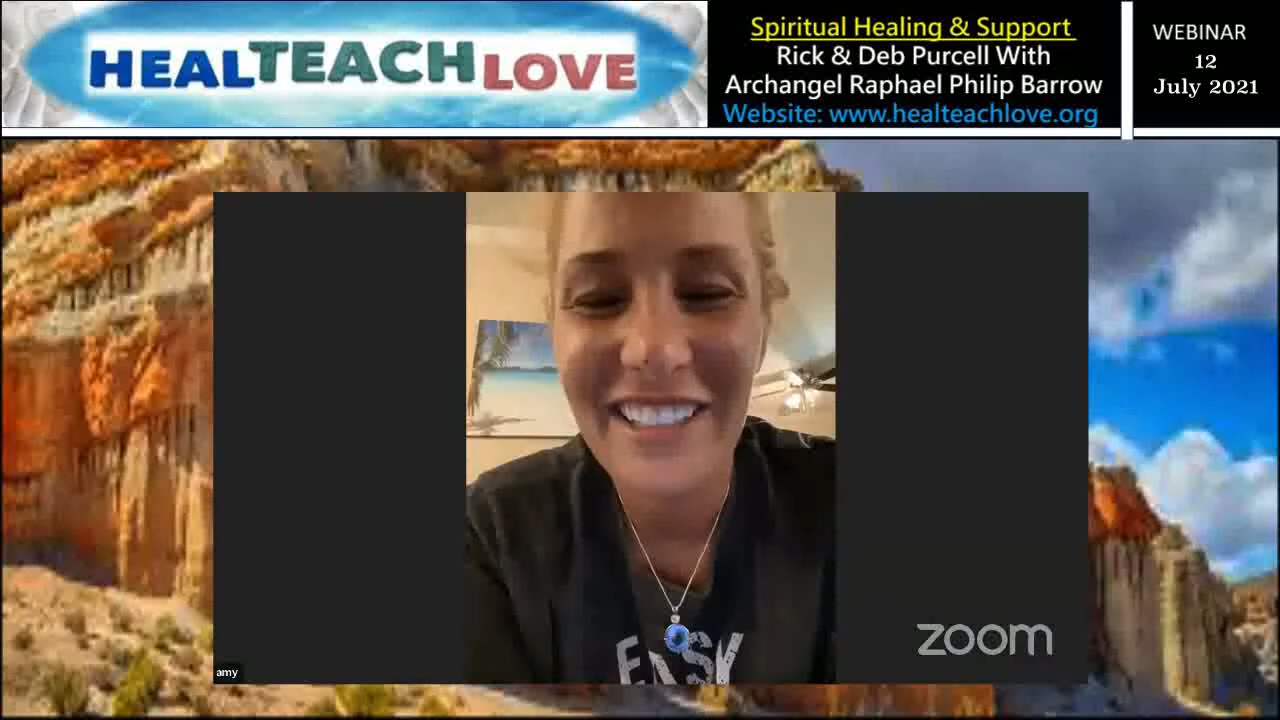 HEALTEACHLOVE
Spiritual Healing & Support
Rick & Deb Purcell With
Archangel Raphael Philip Barrow
Website: www.healteachlove.org
WEBINAR
12
July 2021
EASY
zoom
amy